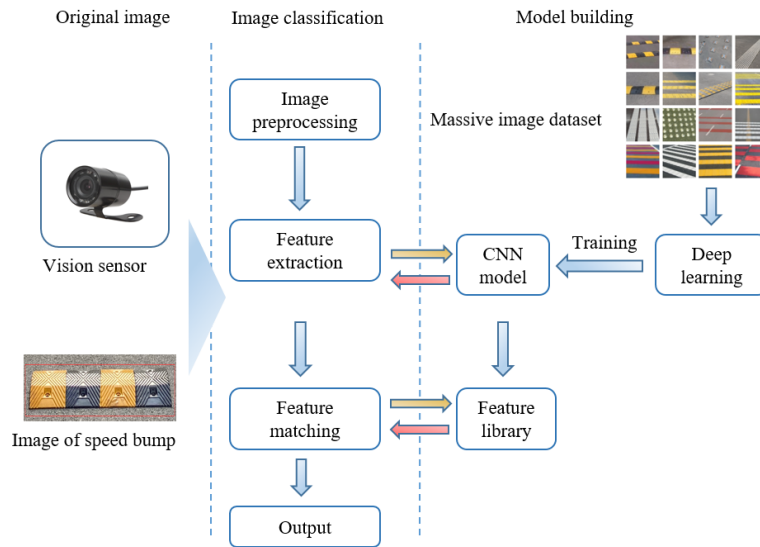 Original image
Image classification
Model building
Image
preprocessing
Massive image dataset
Vision sensor
Feature
extraction
CNN
model
Training
Deep
learning
Image of speed bump
Feature
matching
Feature
library
Output